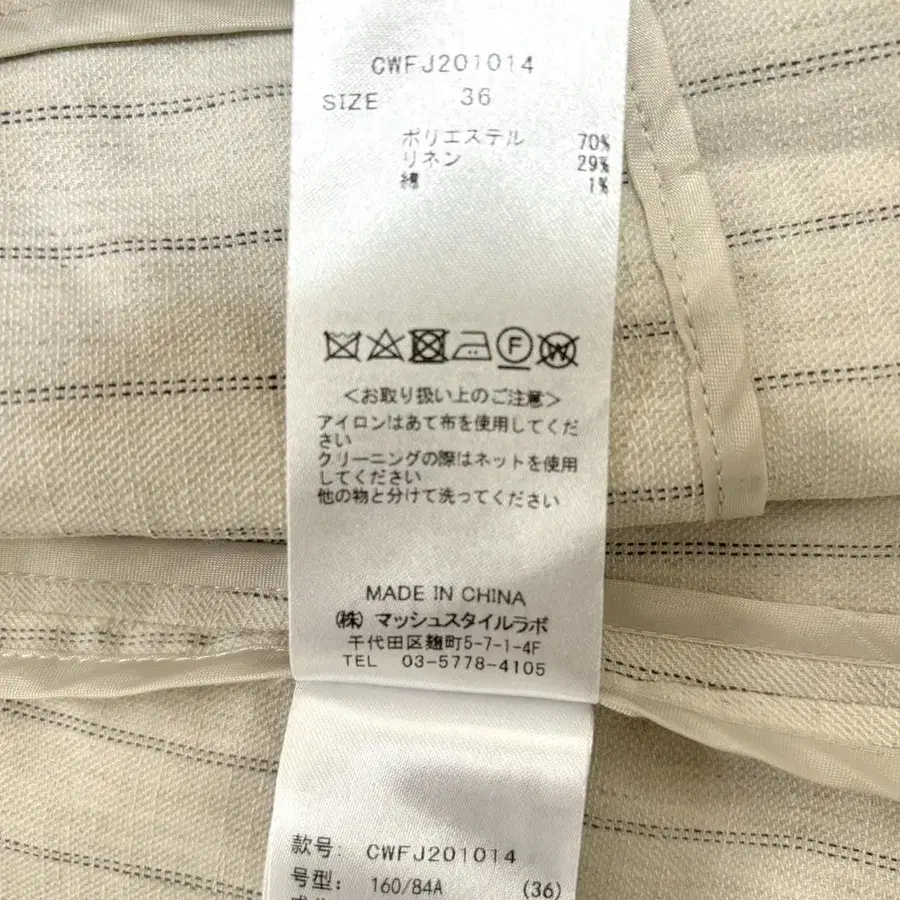 CWFJ201014
SIZE 36
ポリエステル 70%
リネン 29%
綿 1%
F W
<お取り扱い上のご注意>
アイロンはあて布を使用してくだ
さい
クリーニングの際はネットを使用
してください
他の物と分けて洗ってください
MADE IN CHINA
(株) マッシュスタイルラボ
千代田区麹町5-7-1-4F
TEL 03-5778-4105
款号: CWFJ201014
号型: 160/84A (36)